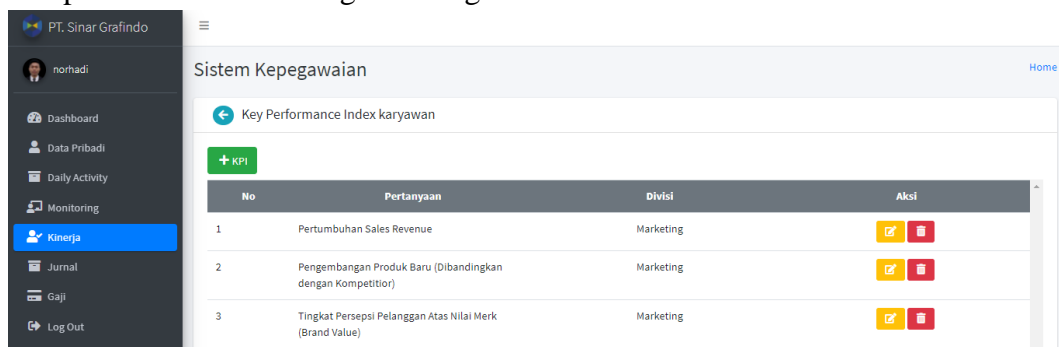 PT. Sinar Grafindo
norhadi
Dashboard
Data Pribadi
Daily Activity
Monitoring
Kinerja
Jurnal
Gaji
Log Out
Sistem Kepegawaian
Home
Key Performance Index karyawan
+ KPI
No Pertanyaan Divisi Aksi
1 Pertumbuhan Sales Revenue Marketing
2 Pengembangan Produk Baru (Dibandingkan Marketing
dengan Kompetitior)
3 Tingkat Persepsi Pelanggan Atas Nilai Merk Marketing
(Brand Value)